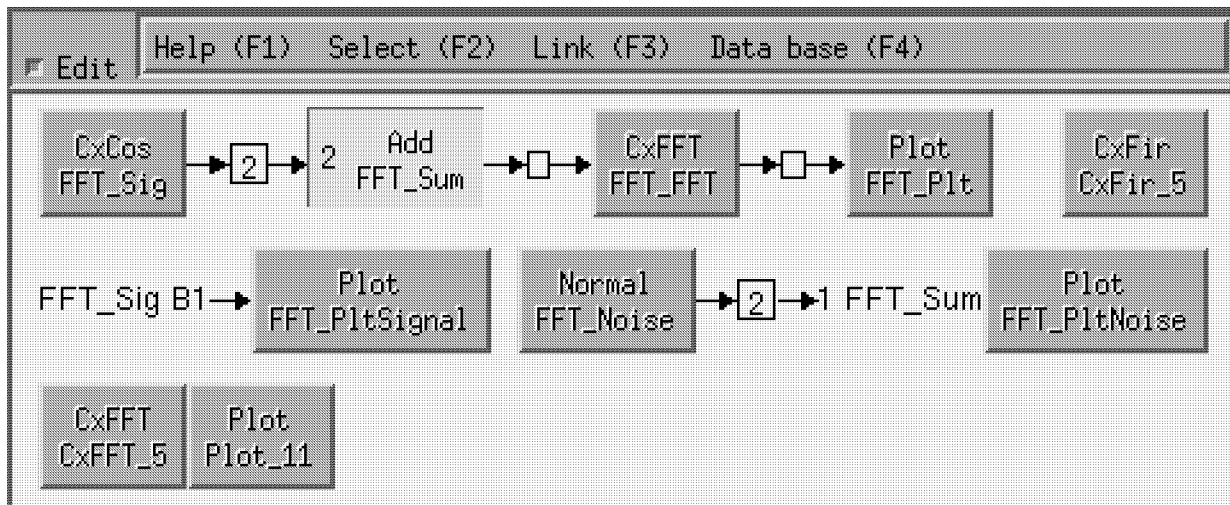 Edit Help (F1) Select (F2) Link (F3) Data base (F4)
CxCos
FFT_Sig
2
2 Add
FFT_Sum
CxFFT
FFT_FFT
Plot
FFT_Plt
CxFir
CxFir_5
FFT_Sig B1
Plot
FFT_PltSignal
Normal
FFT_Noise
2
1 FFT_Sum
Plot
FFT_PltNoise
CxFFT
CxFFT_5
Plot
Plot_11